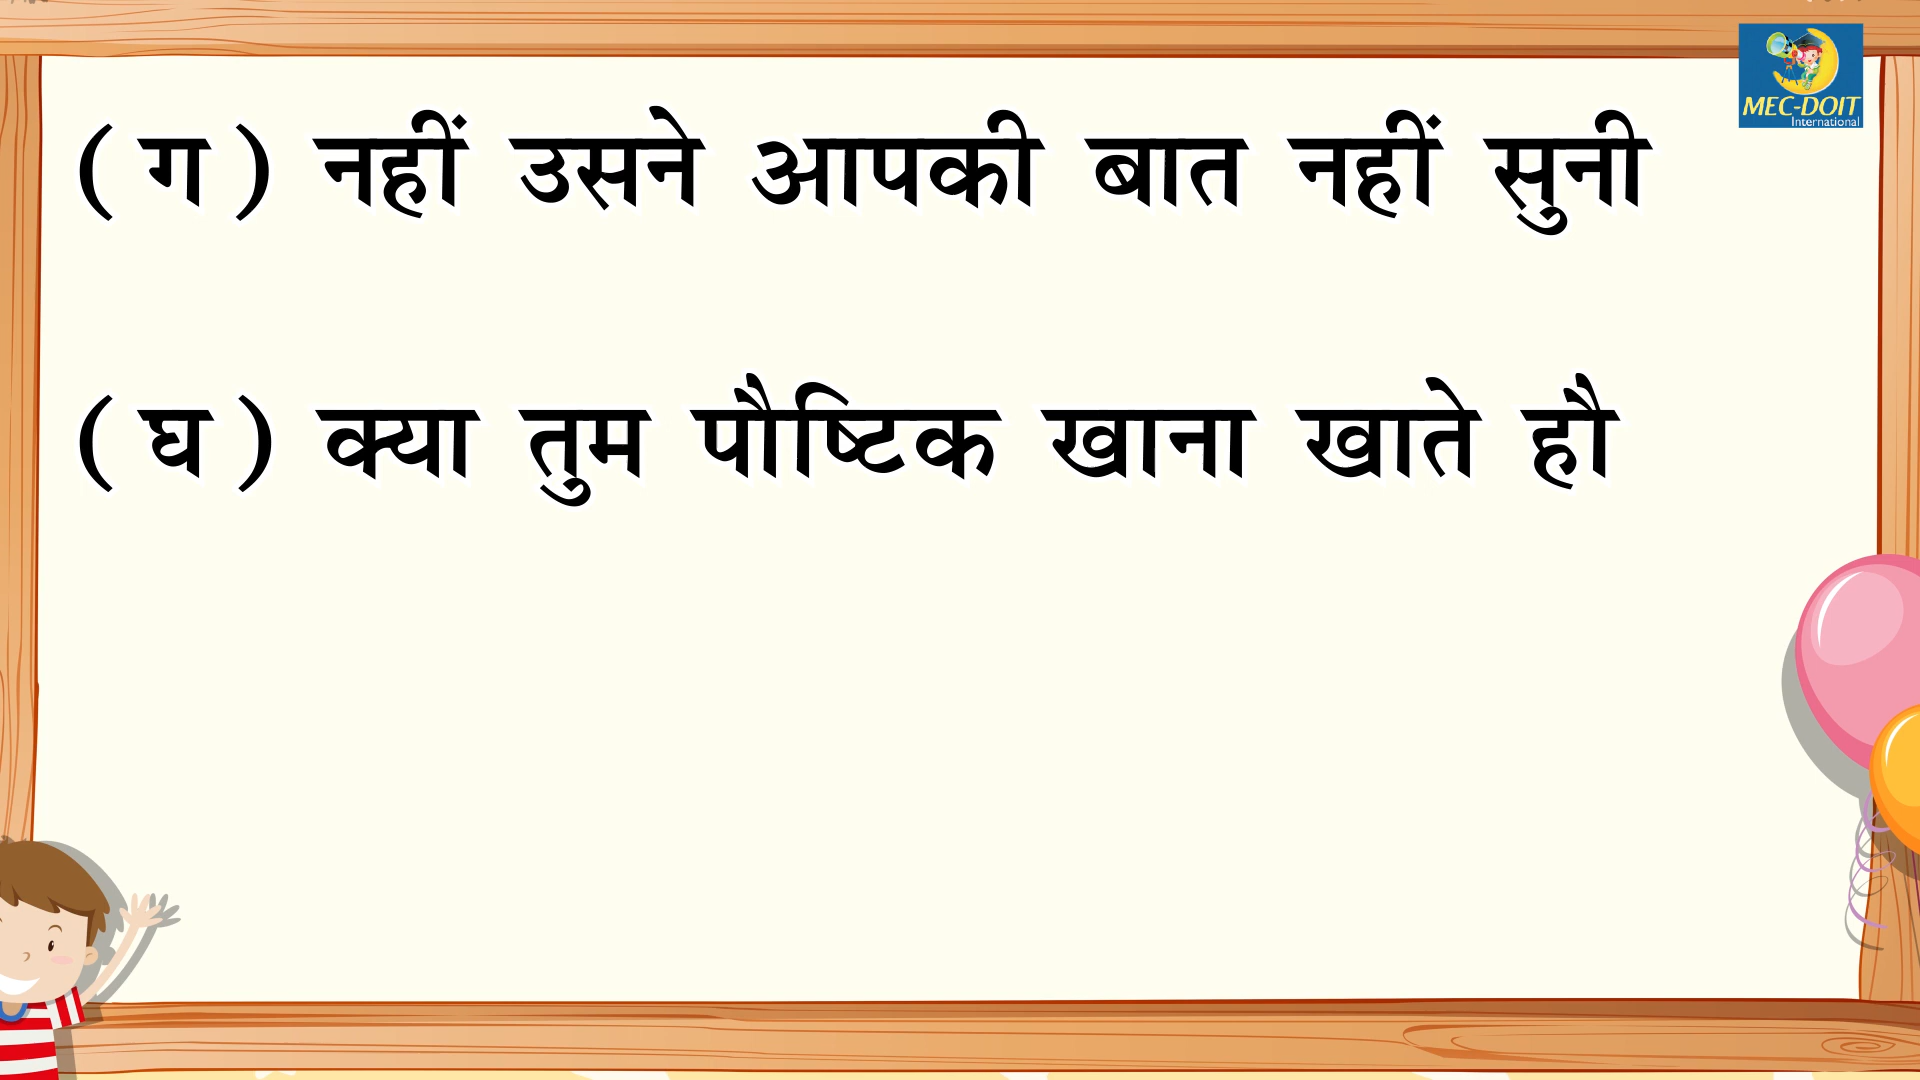 MEC-DOIT
International
( ग ) नहीं उसने आपकी बात नहीं सुनी
( घ ) क्या तुम पौष्टिक खाना खाते हौ